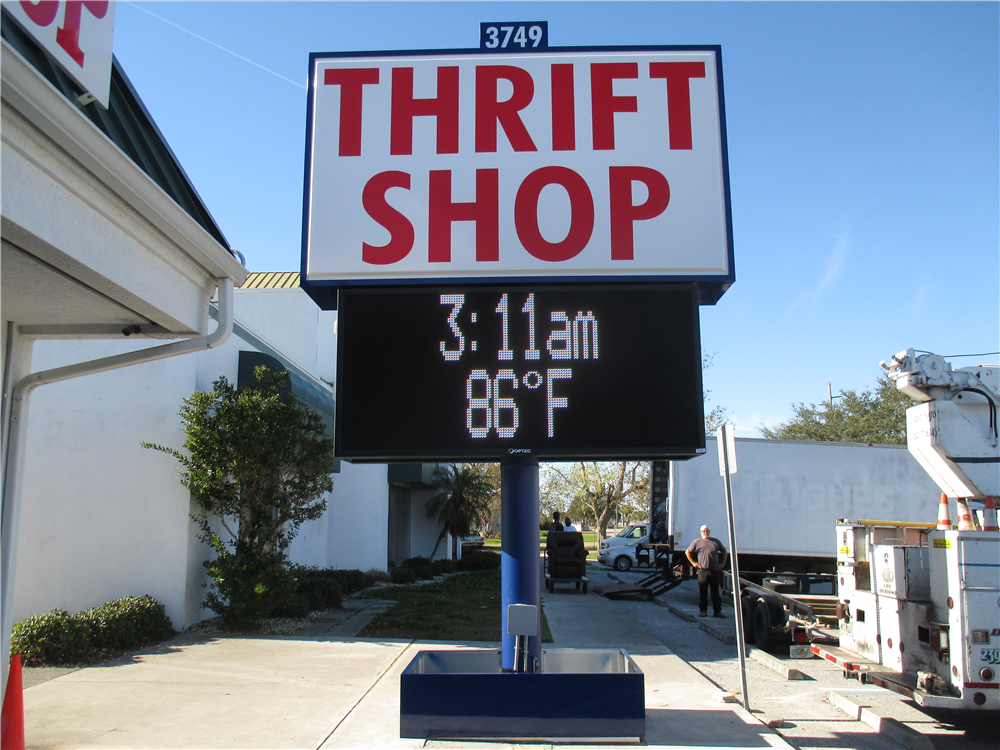 3749
THRIFT
SHOP
3:11am
86°F
OPTEC